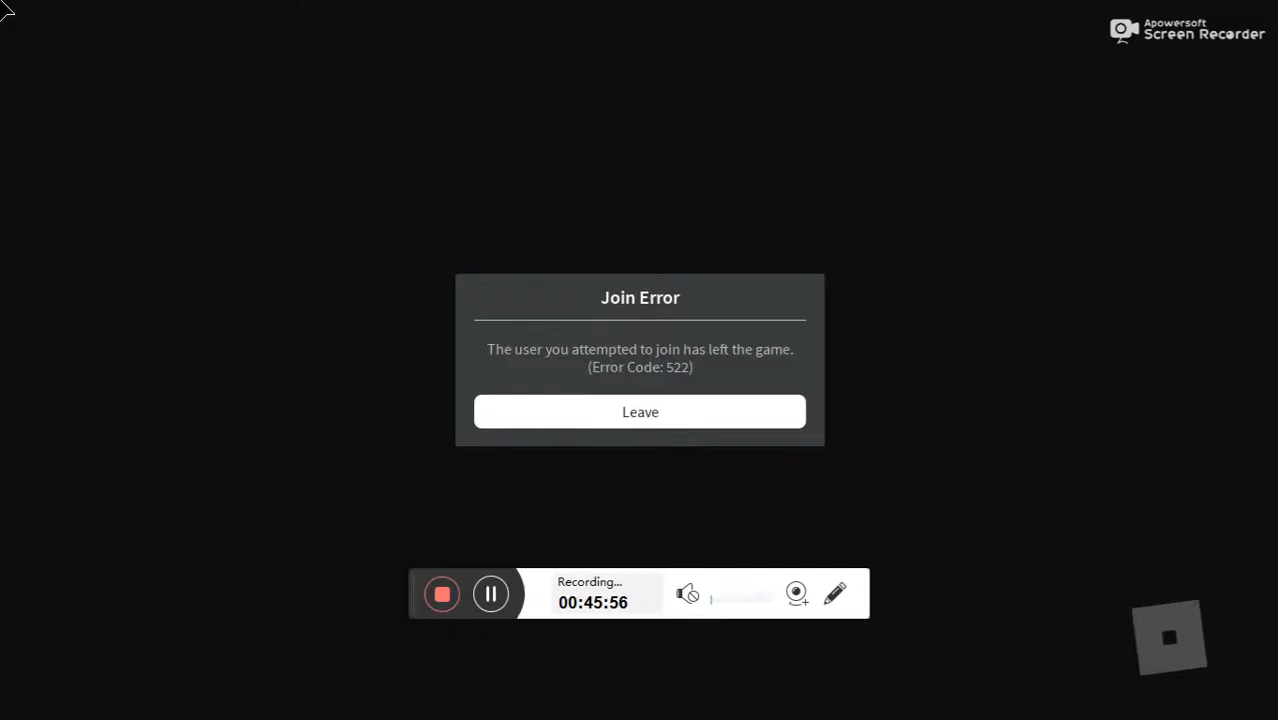 Apowersoft
Screen Recorder
Join Error
The user you attempted to join has left the game.
(Error Code: 522)
Leave
Recording...
00:45:56